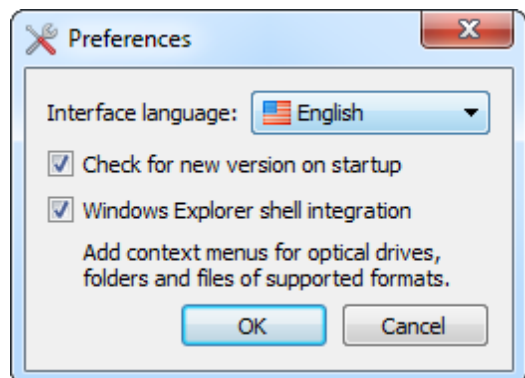 Preferences
Interface language: English
Check for new version on startup
Windows Explorer shell integration
Add context menus for optical drives,
folders and files of supported formats.
OK Cancel